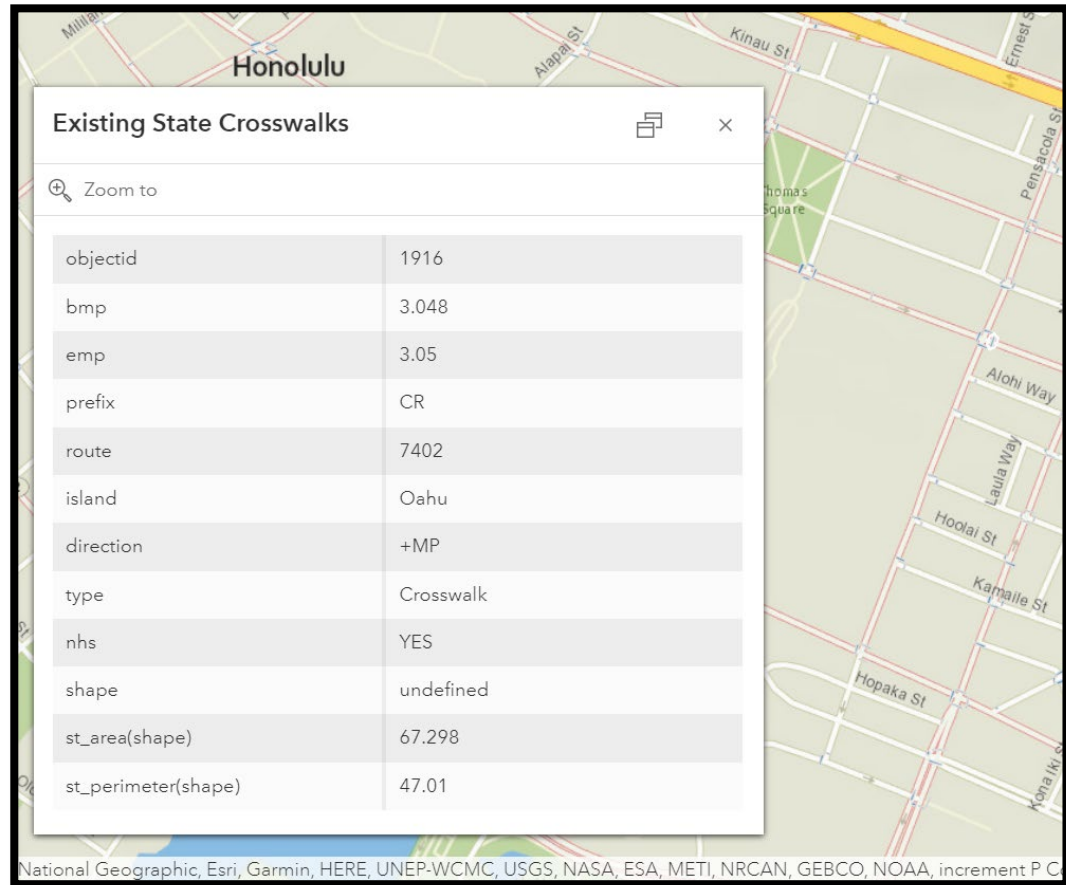 Honolulu
Alapai St
Kinau St
Ernest S
Pensacola St
Existing State Crosswalks
Zoom to
Thomas
Square
objectid 1916
bmp 3.048
emp 3.05
prefix CR
route 7402
island Oahu
direction +MP
type Crosswalk
nhs YES
shape undefined
st_area(shape) 67.298
st_perimeter(shape) 47.01
Alohi Way
Laula Way
Hoolai St
Kamaile St
Hopaka St
Kona Iki S
National Geographic, Esri, Garmin, HERE, UNEP-WCMC, USGS, NASA, ESA, METI, NRCAN, GEBCO, NOAA, increment P Co